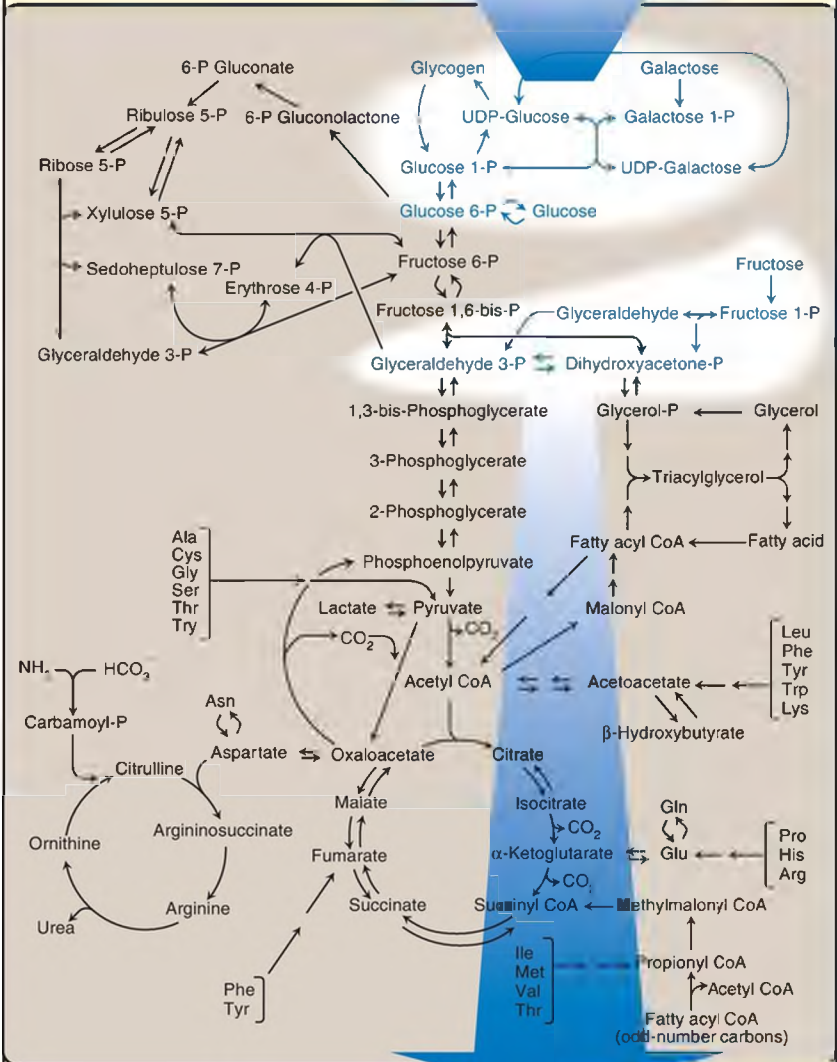 6-P Gluconate
Ribulose 5-P
6-P Gluconolactone
Ribose 5-P
Xylulose 5-P
Sedoheptulose 7-P
Erythrose 4-P
Glyceraldehyde 3-P
Glycogen
Galactose
UDP-Glucose
Galactose 1-P
Glucose 1-P
UDP-Galactose
Glucose 6-P
Glucose
Fructose 6-P
Fructose
Fructose 1,6-bis-P
Glyceraldehyde
Fructose 1-P
Glyceraldehyde 3-P
Dihydroxyacetone-P
1,3-bis-Phosphoglycerate
Glycerol-P
Glycerol
3-Phosphoglycerate
Triacylglycerol
2-Phosphoglycerate
Ala
Cys
Gly
Ser
Thr
Try
Phosphoenolpyruvate
Fatty acyl CoA
Fatty acid
Lactate
Pyruvate
Malonyl CoA
CO2
CO2
Leu
Phe
Tyr
Trp
Lys
Acetyl CoA
Acetoacetate
β-Hydroxybutyrate
NH
HCO3
Carbamoyl-P
Asn
Aspartate
Oxaloacetate
Citrate
Citrulline
Maiate
Isocitrate
CO2
Gln
Ornithine
Argininosuccinate
Fumarate
α-Ketoglutarate
Glu
Pro
His
Arg
CO
Arginine
Urea
Succinate
Succinyl CoA
Methylmalonyl CoA
Ile
Met
Val
Thr
Propionyl CoA
Acetyl CoA
Phe
Tyr
Fatty acyl CoA
(odd-number carbons)